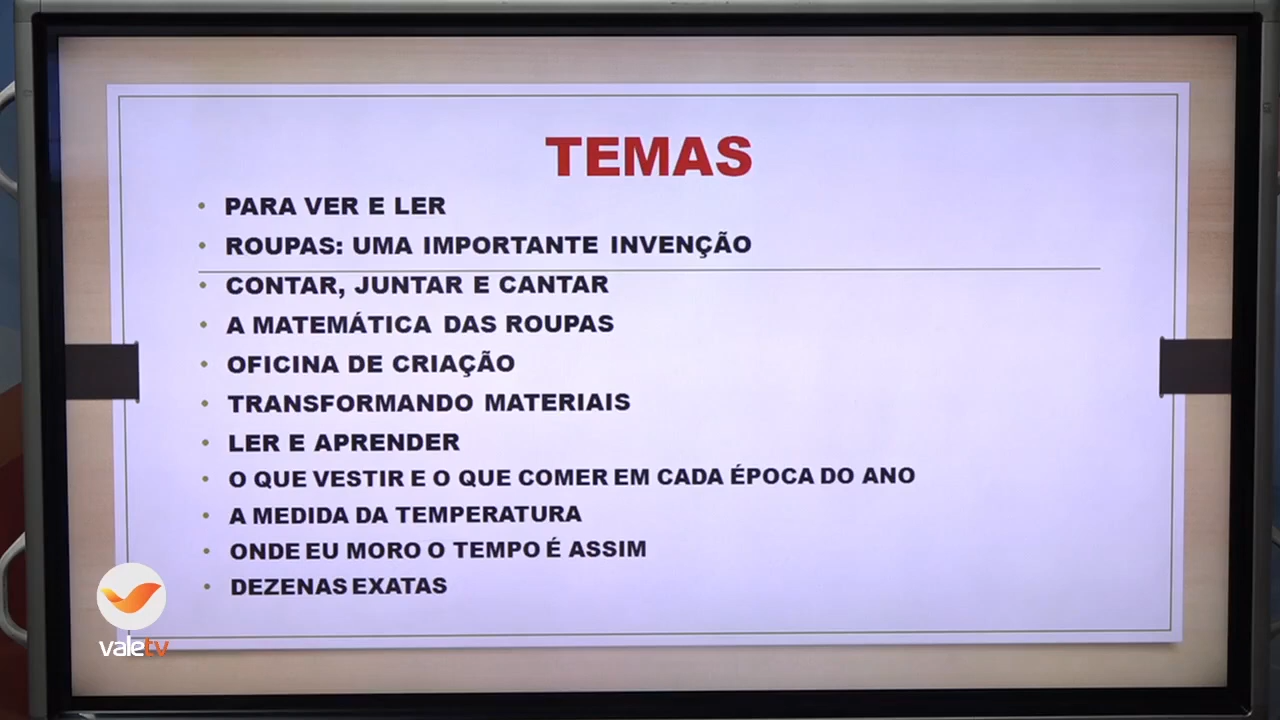 TEMAS
• PARA VER E LER
• ROUPAS: UMA IMPORTANTE INVENÇÃO
• CONTAR, JUNTAR E CANTAR
• A MATEMÁTICA DAS ROUPAS
• OFICINA DE CRIAÇÃO
• TRANSFORMANDO MATERIAIS
• LER E APRENDER
• O QUE VESTIR E O QUE COMER EM CADA ÉPOCA DO ANO
• A MEDIDA DA TEMPERATURA
• ONDE EU MORO O TEMPO É ASSIM
• DEZENAS EXATAS
valetv